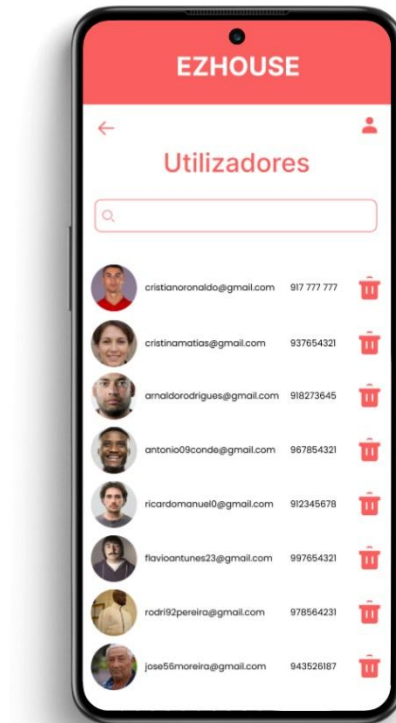 EZHOUSE
Utilizadores
cristianoronaldo@gmail.com 917 777 777
cristinamatias@gmail.com 937654321
arnaldorodrigues@gmail.com 918273645
antonio09conde@gmail.com 967854321
ricardomanuel0@gmail.com 912345678
flavioantunes23@gmail.com 997654321
rodri92pereira@gmail.com 978564231
jose56moreira@gmail.com 943526187